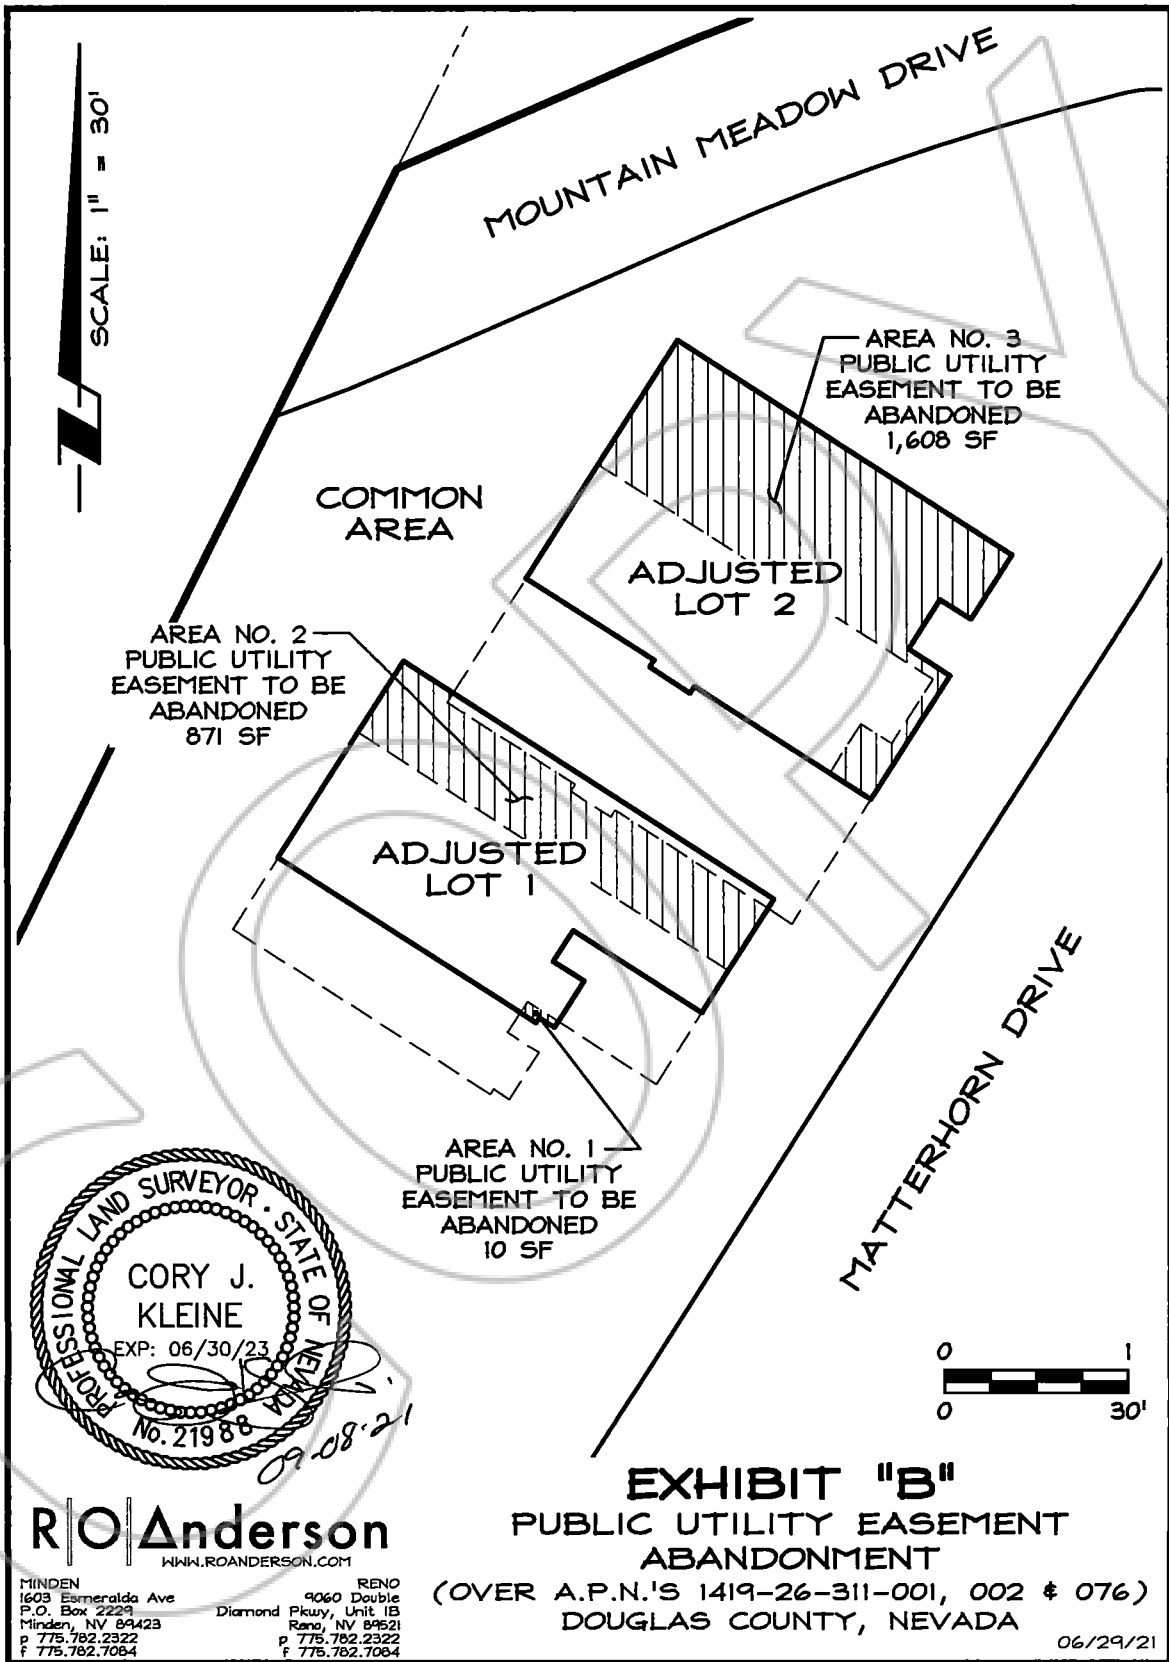 SCALE: 1" = 30'
MOUNTAIN MEADOW DRIVE
AREA NO. 3
PUBLIC UTILITY
EASEMENT TO BE
ABANDONED
1,608 SF
COMMON
AREA
ADJUSTED
LOT 2
AREA NO. 2
PUBLIC UTILITY
EASEMENT TO BE
ABANDONED
871 SF
ADJUSTED
LOT 1
MATTERHORN DRIVE
AREA NO. 1
PUBLIC UTILITY
EASEMENT TO BE
ABANDONED
10 SF
PROFESSIONAL LAND SURVEYOR · STATE OF NEVADA
CORY J.
KLEINE
EXP: 06/30/23
No. 21988
09-08-21
0 1
0 30'
R|O|Anderson
WWW.ROANDERSON.COM
MINDEN
1603 Esmeralda Ave
P.O. Box 2229
Minden, NV 89423
p 775.782.2322
f 775.782.7084
RENO
9060 Double
Diamond Pkwy, Unit 1B
Reno, NV 89521
p 775.782.2322
f 775.782.7084
EXHIBIT "B"
PUBLIC UTILITY EASEMENT
ABANDONMENT
(OVER A.P.N.'S 1419-26-311-001, 002 & 076)
DOUGLAS COUNTY, NEVADA
06/29/21